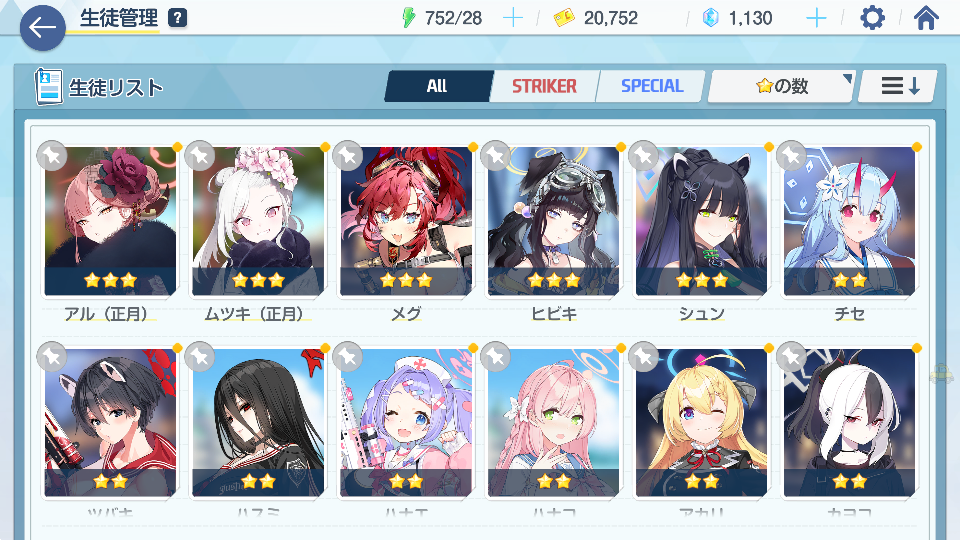 生徒管理 ? 752/28 20,752 1,130
生徒リスト All STRIKER SPECIAL の数
アル（正月） ムツキ（正月） メグ ヒビキ シュン チセ
ツバキ ハスミ ハナエ ハナコ アカリ カヨコ